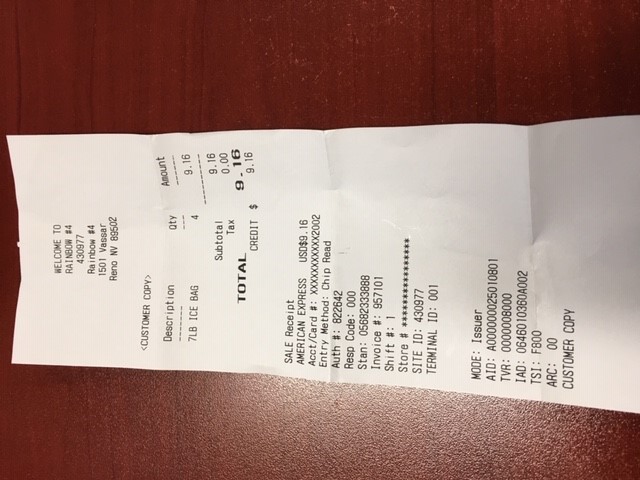 WELCOME TO
RAINBOW #4
430977
Rainbow #4
1501 Vassar
Reno NV 89502
<CUSTOMER COPY>
Description Qty Amount
7LB ICE BAG 4 9.16
Subtotal 9.16
Tax 0.00
TOTAL 9.16
CREDIT $ 9.16
SALE Receipt
AMERICAN EXPRESS USD$9.16
Acct/Card #: XXXXXXXXXXX2002
Entry Method: Chip Read
Auth #: 822642
Resp Code: 000
Stan: 05682333888
Invoice #: 957101
Shift #: 1
Store # ****************
SITE ID: 430977
TERMINAL ID: 001
MODE: Issuer
AID: A000000025010801
TVR: 0000008000
IAD: 06460103602002
TSI: F800
ARC: 00
CUSTOMER COPY